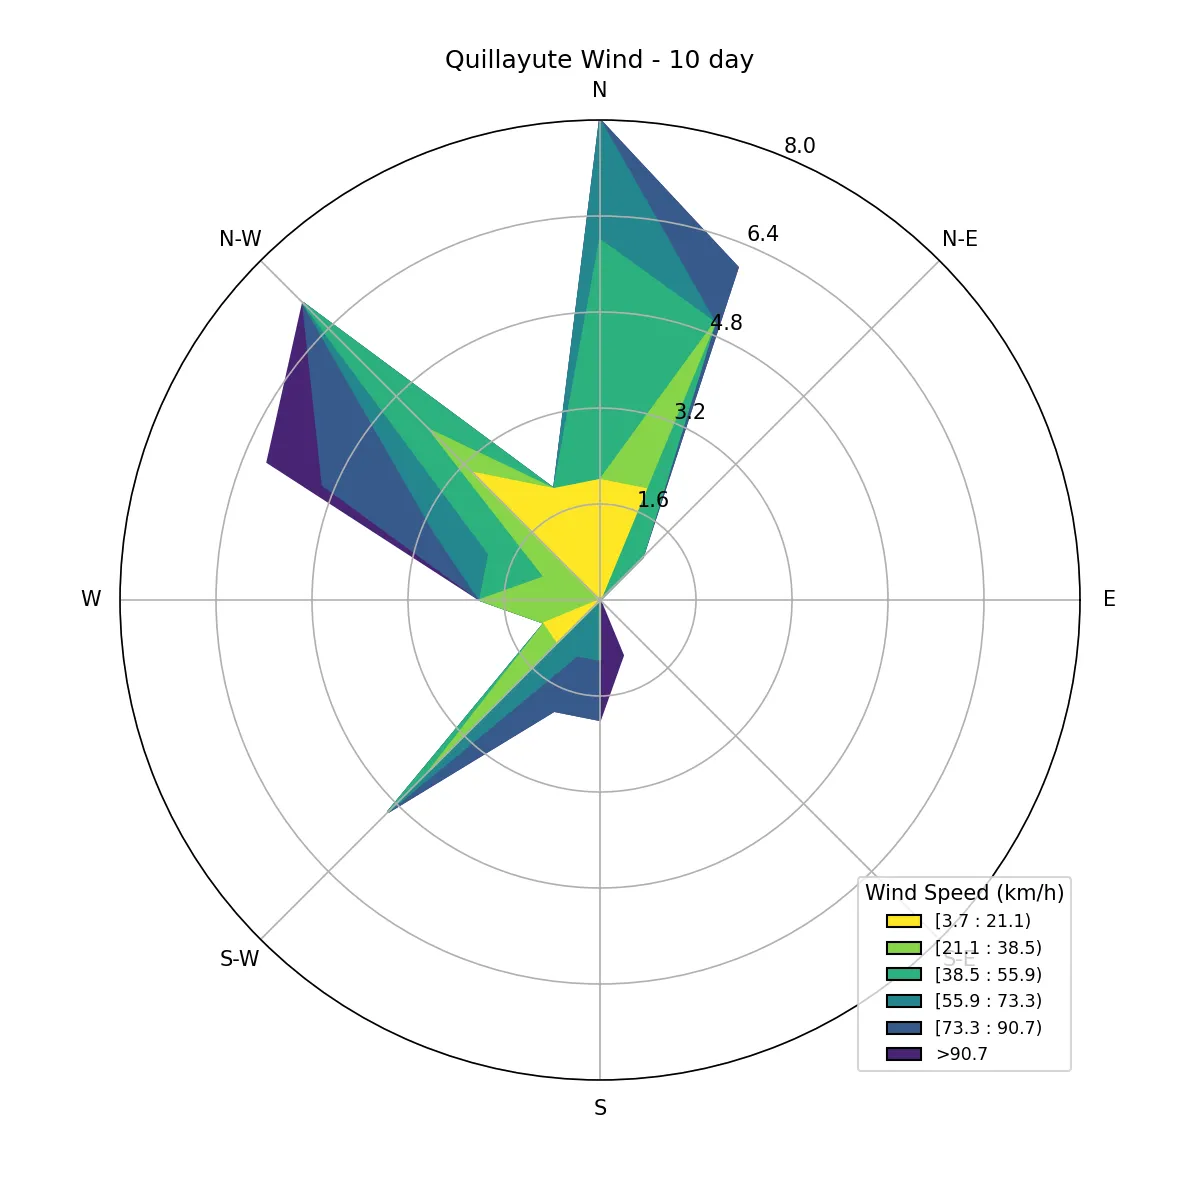 Quillayute Wind - 10 day
N
8.0
6.4
N-W
N-E
4.8
3.2
1.6
W
E
Wind Speed (km/h)
[3.7 : 21.1)
[21.1 : 38.5)
S-W
S-E
[38.5 : 55.9)
[55.9 : 73.3)
[73.3 : 90.7)
>90.7
S